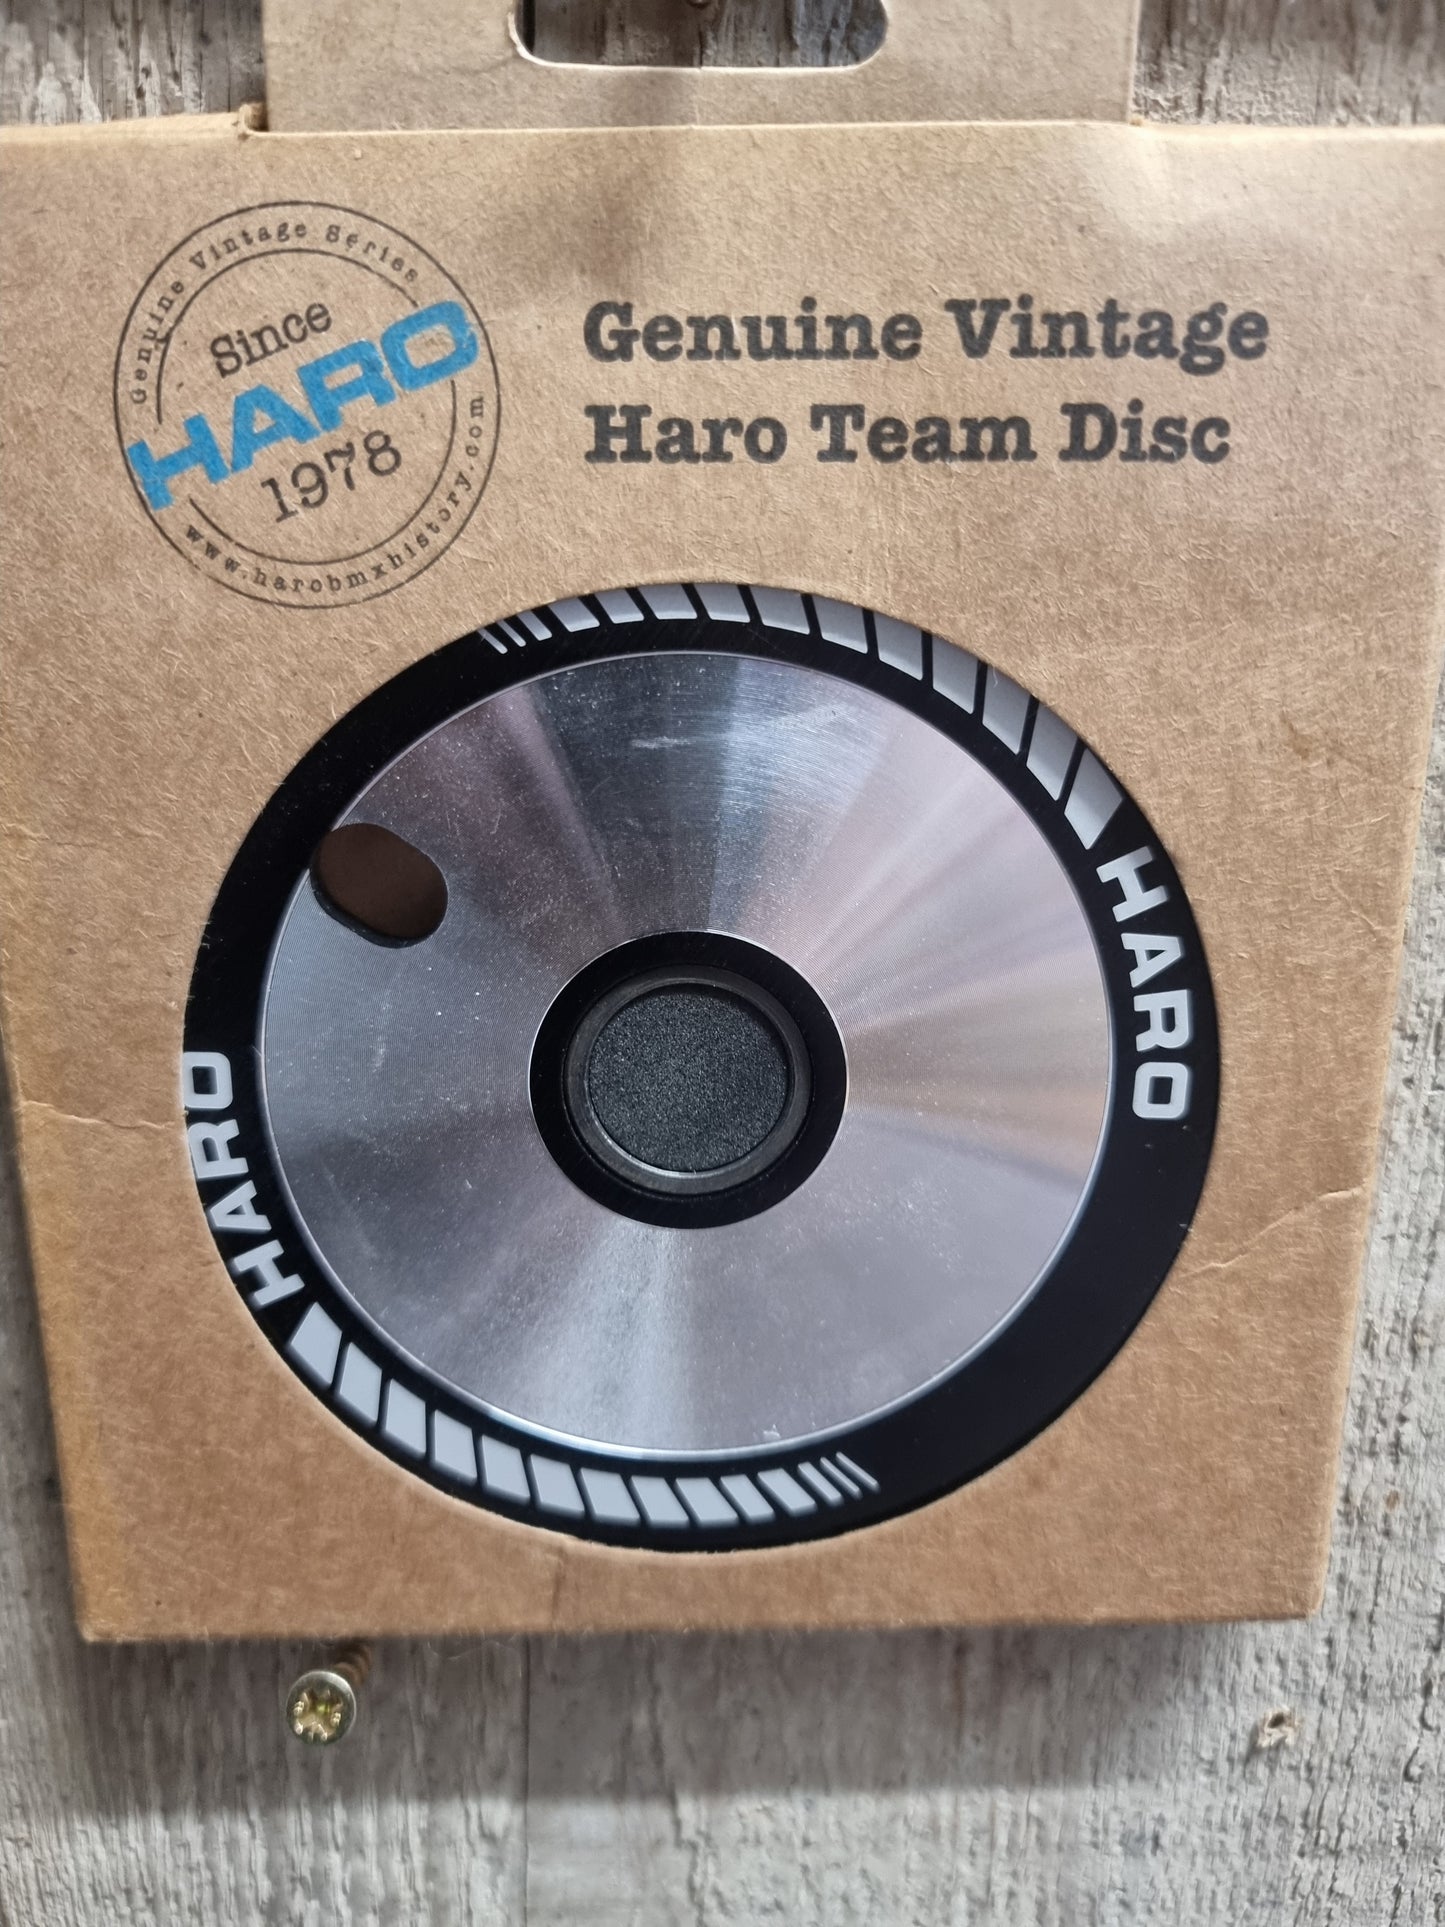 Genuine Vintage Series
Since
HARO
1978
www.harobmxhistory.com
Genuine Vintage
Haro Team Disc
HARO
HARO